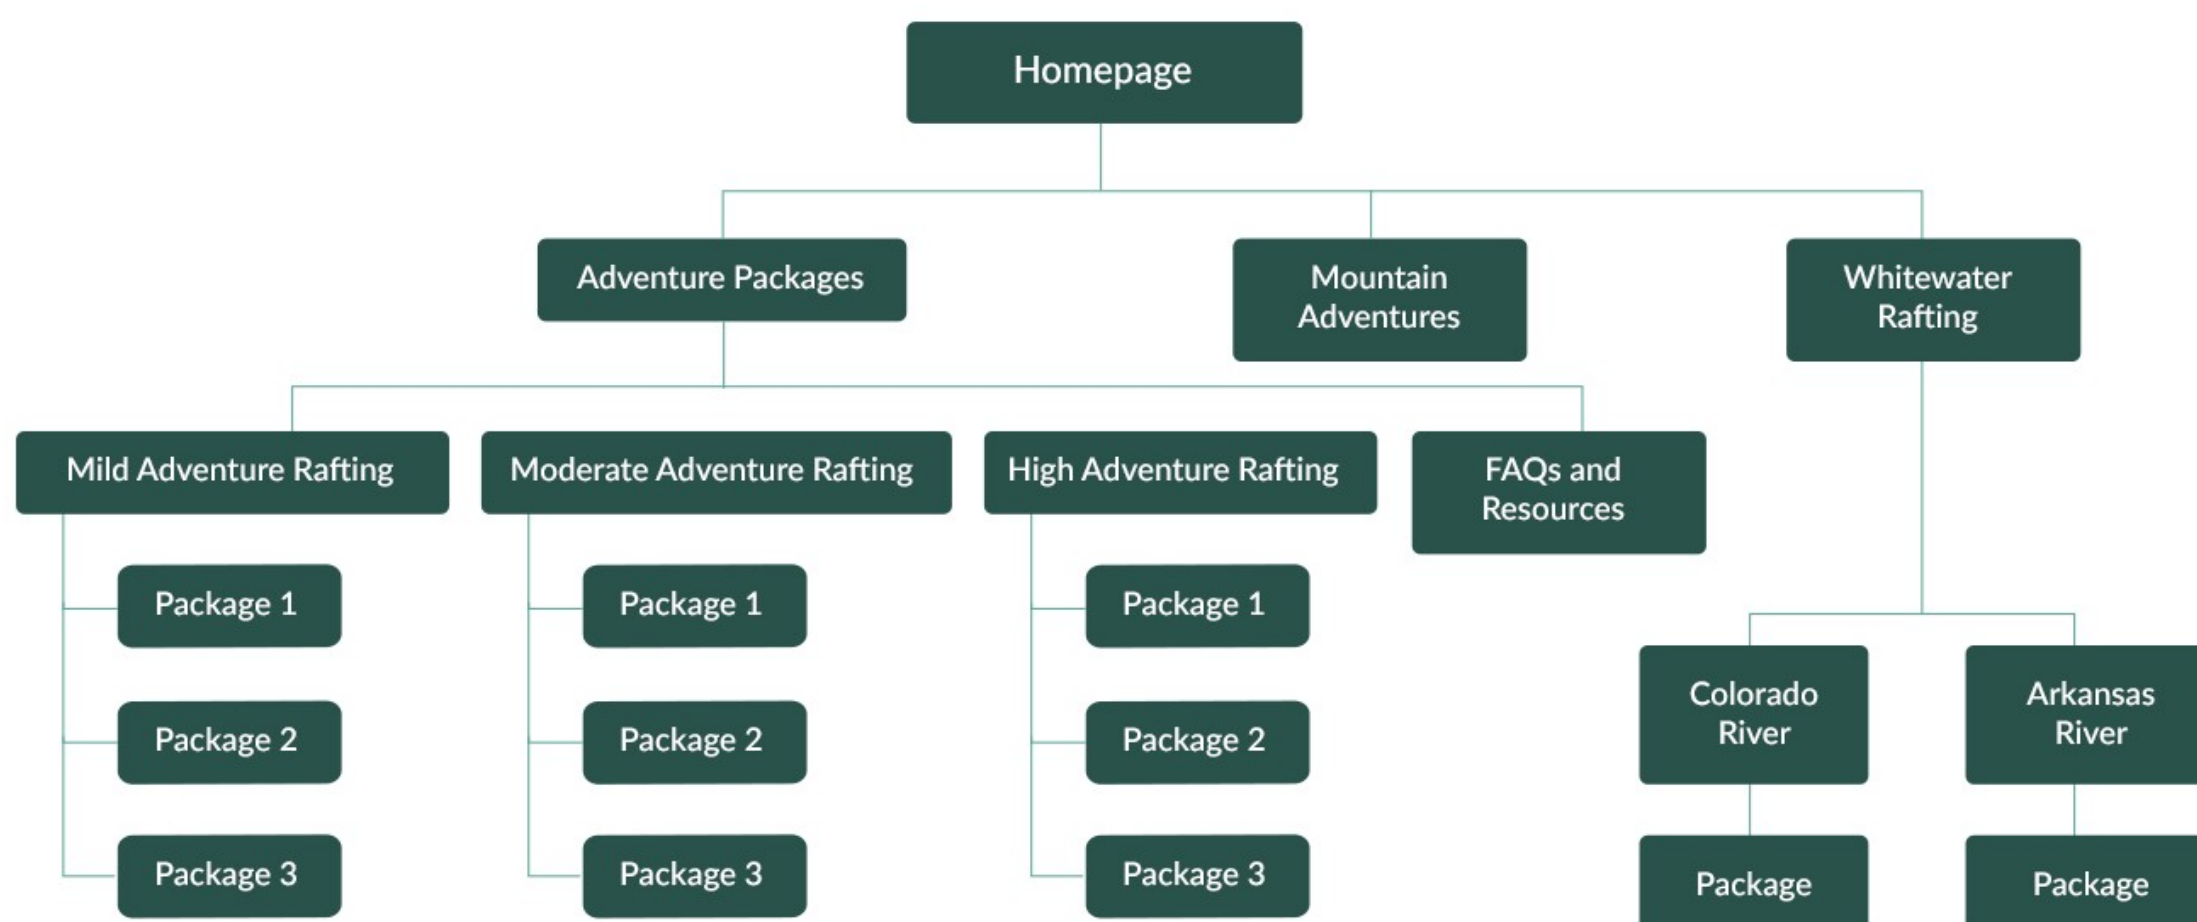 Homepage
Adventure Packages
Mountain
Adventures
Whitewater
Rafting
Mild Adventure Rafting
Moderate Adventure Rafting
High Adventure Rafting
FAQs and
Resources
Package 1
Package 2
Package 3
Package 1
Package 2
Package 3
Package 1
Package 2
Package 3
Colorado
River
Package
Arkansas
River
Package